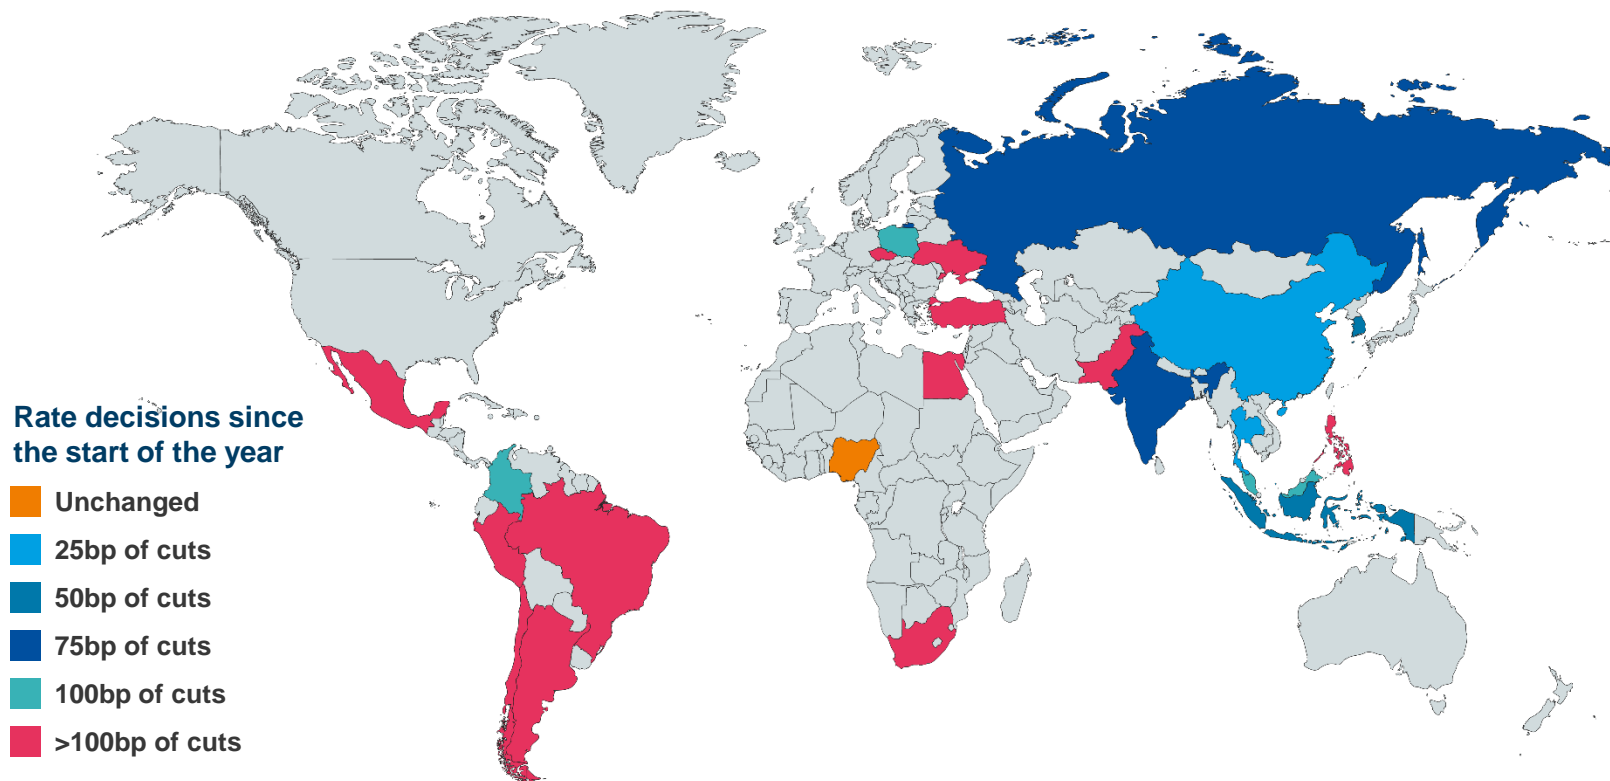 Rate decisions since
the start of the year
Unchanged
25bp of cuts
50bp of cuts
75bp of cuts
100bp of cuts
>100bp of cuts